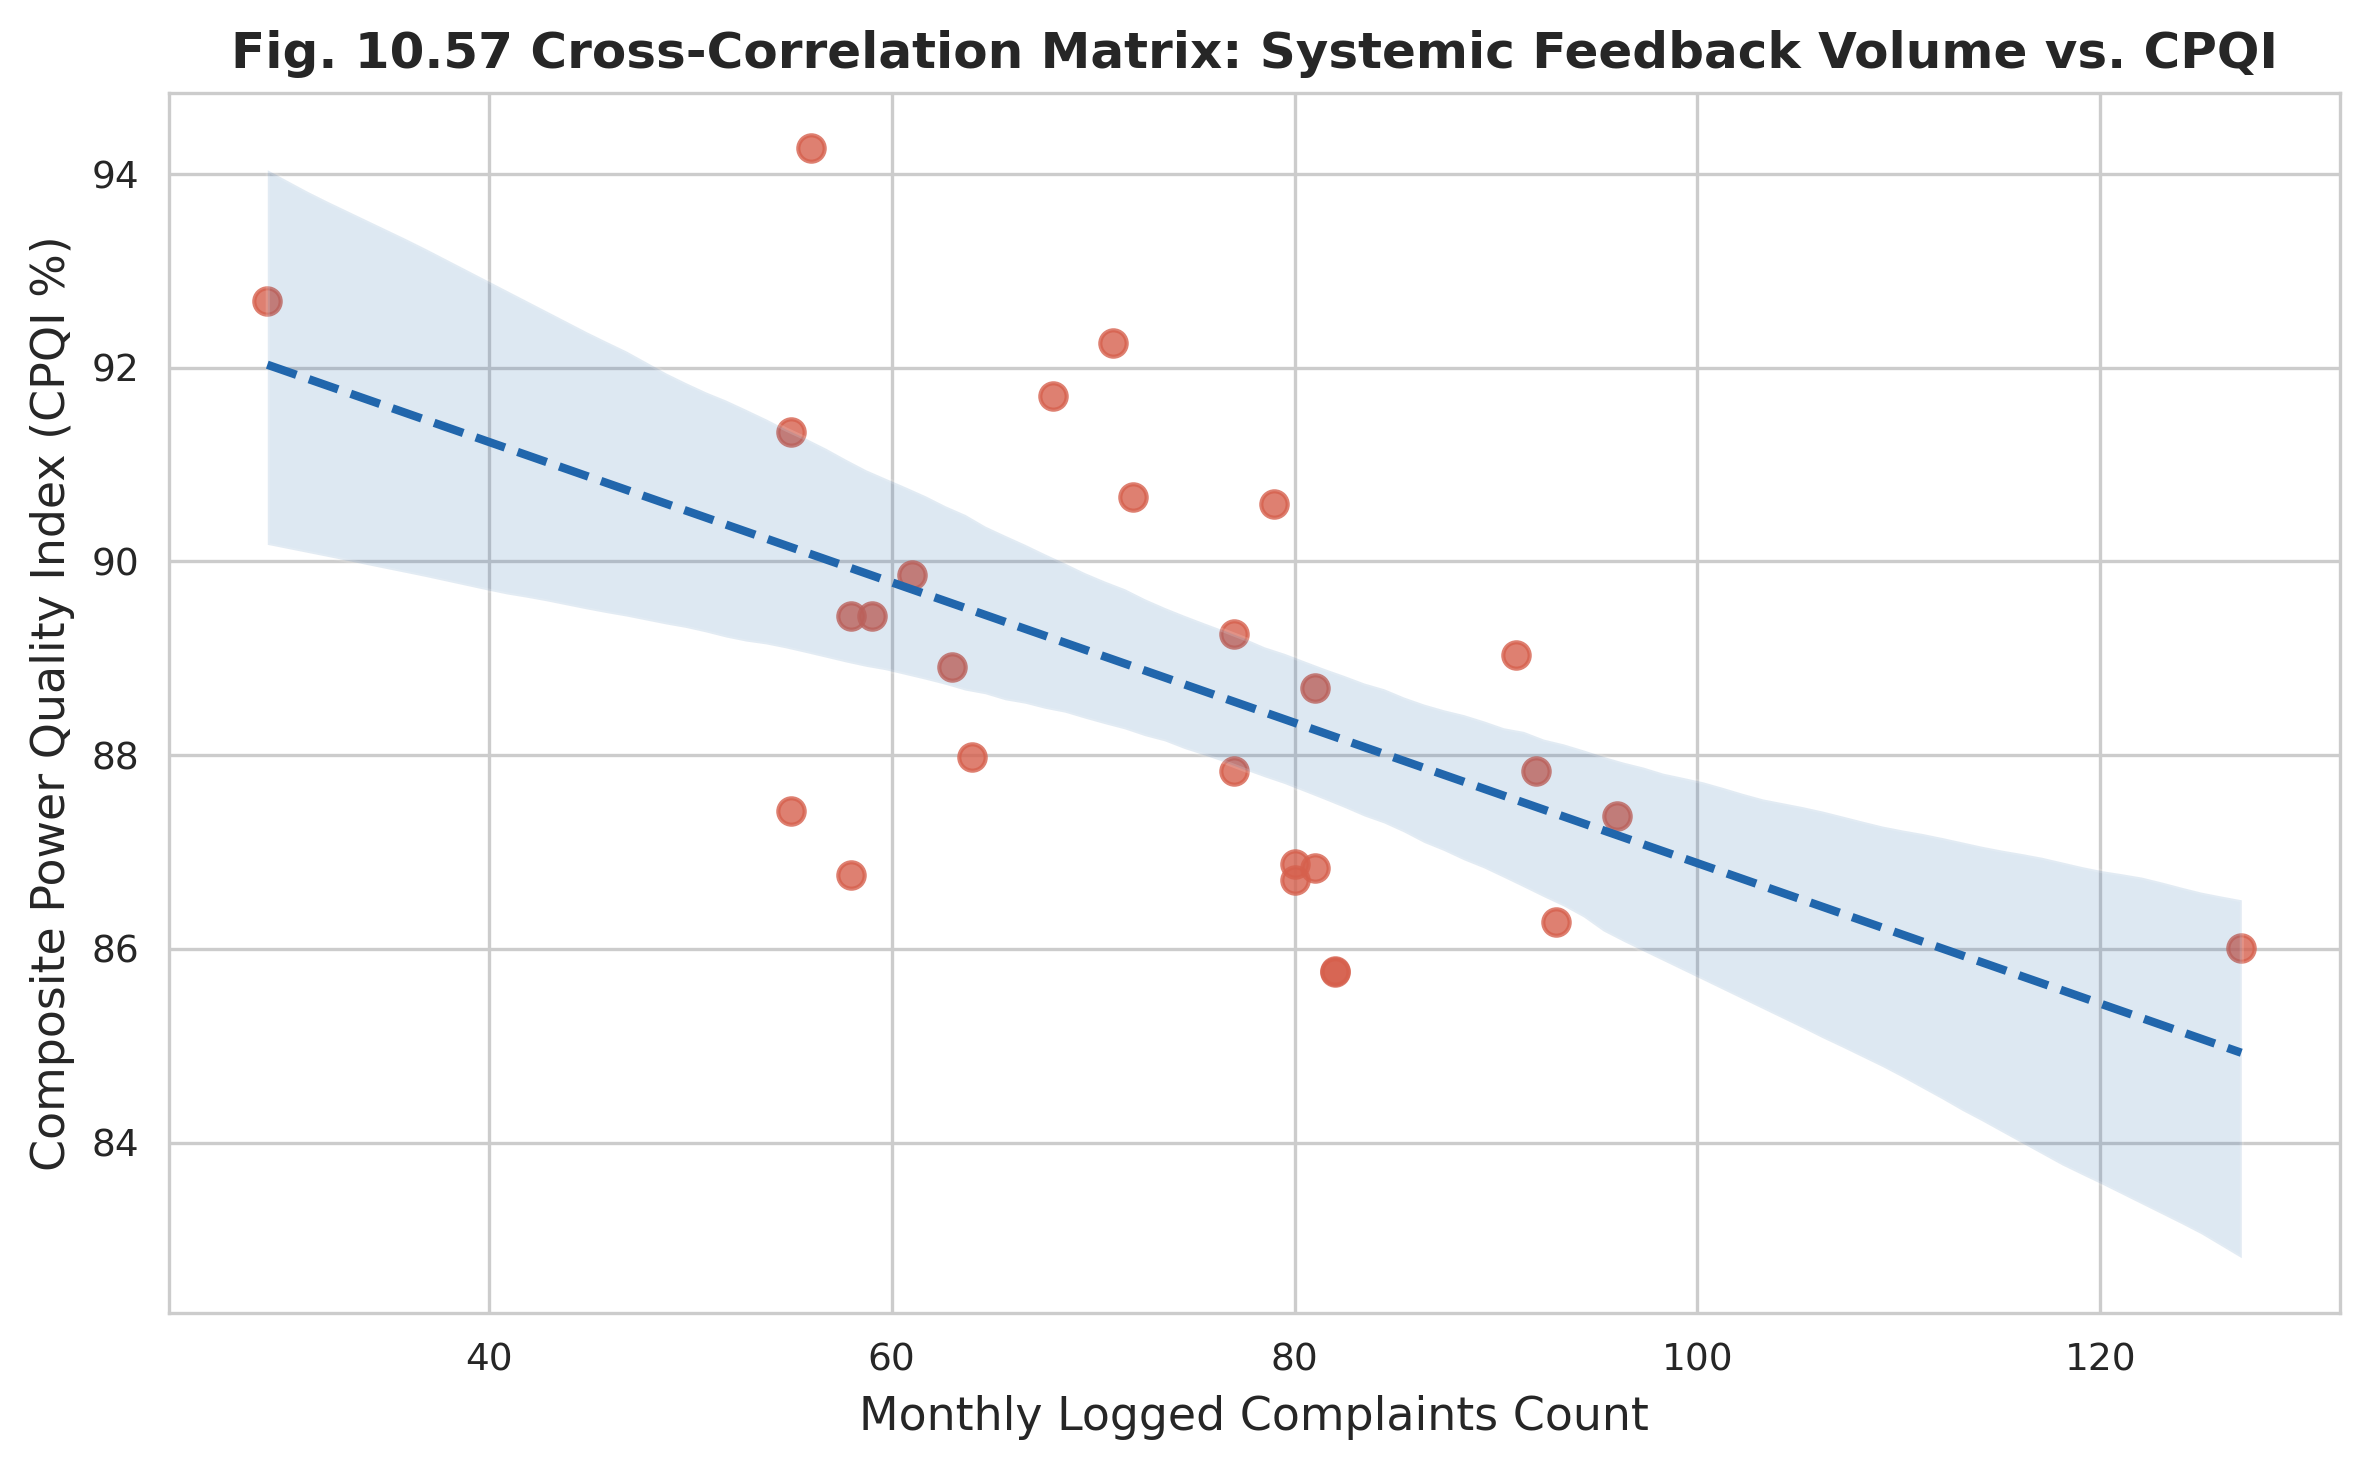 Fig. 10.57 Cross-Correlation Matrix: Systemic Feedback Volume vs. CPQI
Composite Power Quality Index (CPQI %)
94
92
90
88
86
84
40 60 80 100 120
Monthly Logged Complaints Count